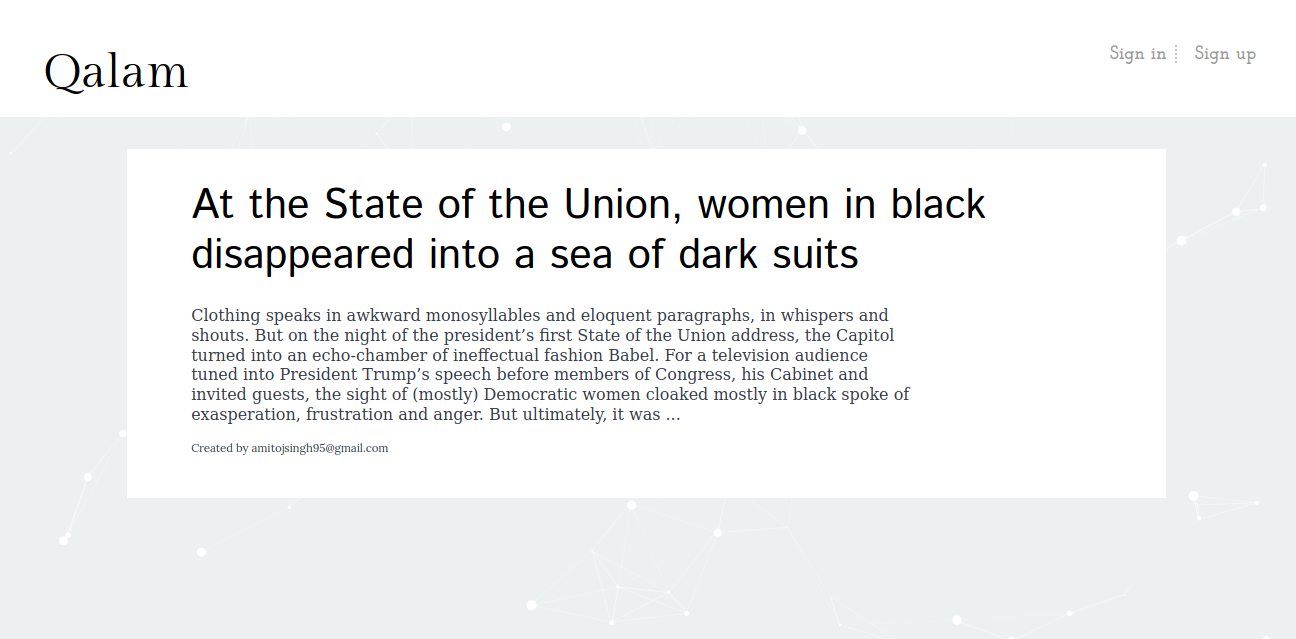 Qalam
Sign in
Sign up
At the State of the Union, women in black
disappeared into a sea of dark suits
Clothing speaks in awkward monosyllables and eloquent paragraphs, in whispers and
shouts. But on the night of the president’s first State of the Union address, the Capitol
turned into an echo-chamber of ineffectual fashion Babel. For a television audience
tuned into President Trump’s speech before members of Congress, his Cabinet and
invited guests, the sight of (mostly) Democratic women cloaked mostly in black spoke of
exasperation, frustration and anger. But ultimately, it was ...
Created by amitojsingh95@gmail.com